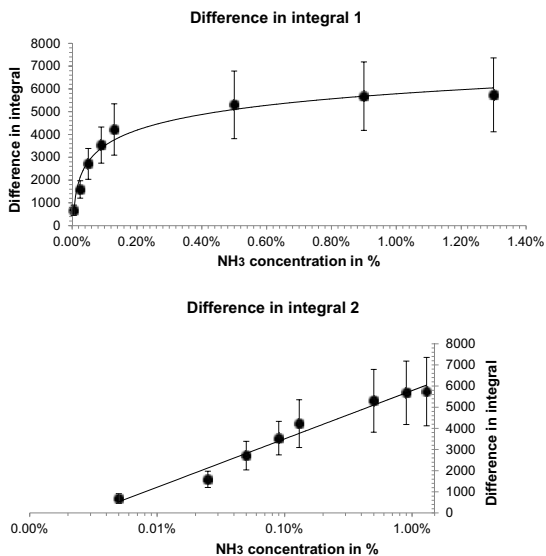 Difference in integral 1
8000
7000
6000
5000
4000
3000
2000
1000
0
Difference in integral
0.00% 0.20% 0.40% 0.60% 0.80% 1.00% 1.20% 1.40%
NH3 concentration in %
Difference in integral 2
8000
7000
6000
5000
4000
3000
2000
1000
0
Difference in integral
0.00% 0.01% 0.10% 1.00%
NH3 concentration in %